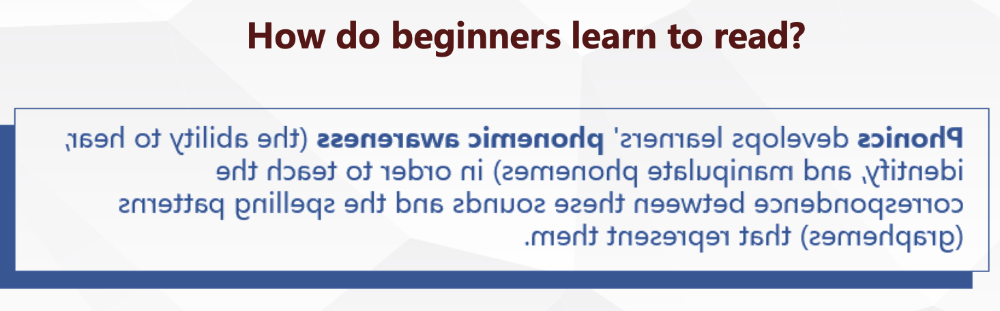 How do beginners learn to read?
Phonics develops learners' phonemic awareness (the ability to hear,
identify, and manipulate phonemes) in order to teach the
correspondence between these sounds and the spelling patterns
(graphemes) that represent them.